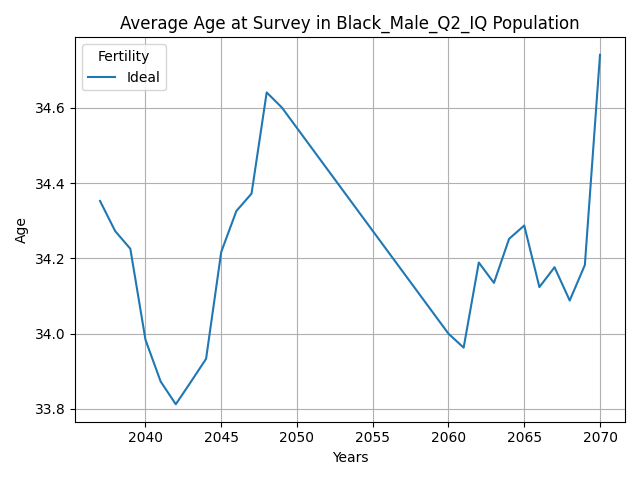 Average Age at Survey in Black_Male_Q2_IQ Population
Fertility
Ideal
34.6
34.4
34.2
34.0
33.8
Age
2040 2045 2050 2055 2060 2065 2070
Years